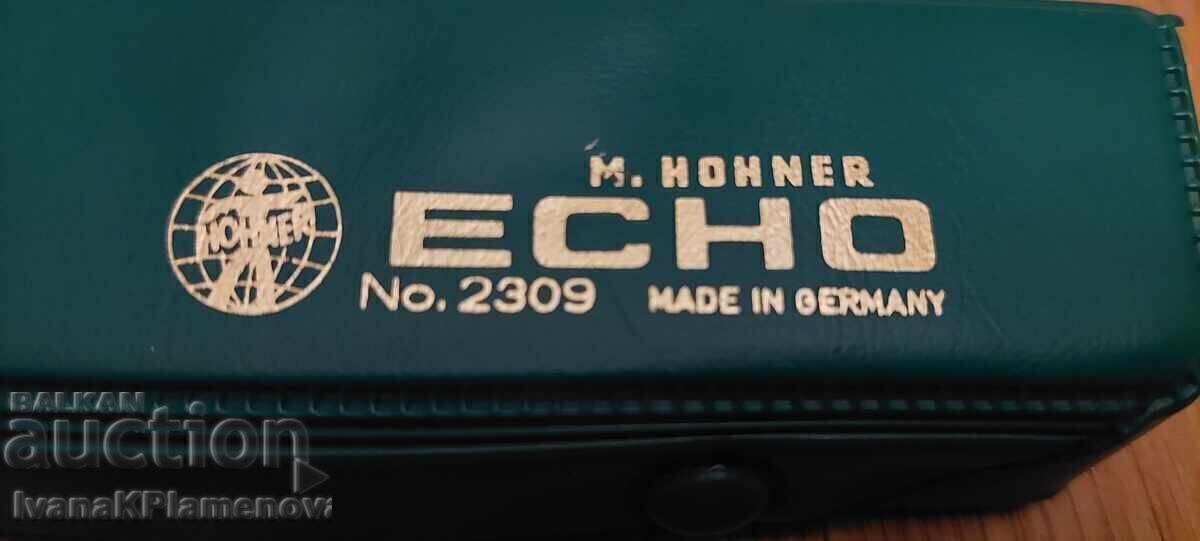 M. HOHNER
HOHNER
ECHO
No. 2309 MADE IN GERMANY
BALKAN
auction
IvanaKPlamenova